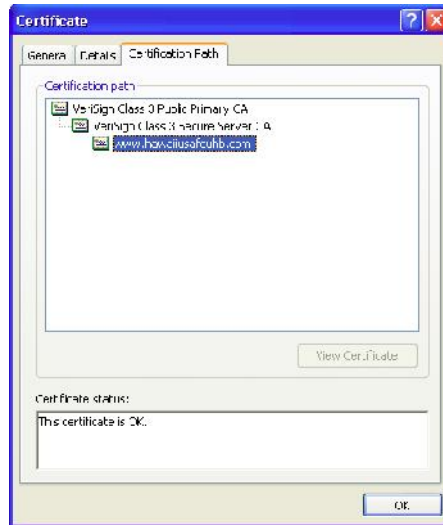 Certificate
General Details Certification Path
Certification path
VeriSign Class 3 Public Primary CA
VeriSign Class 3 Secure Server CA
View Certificate
Certificate status:
This certificate is OK.
OK